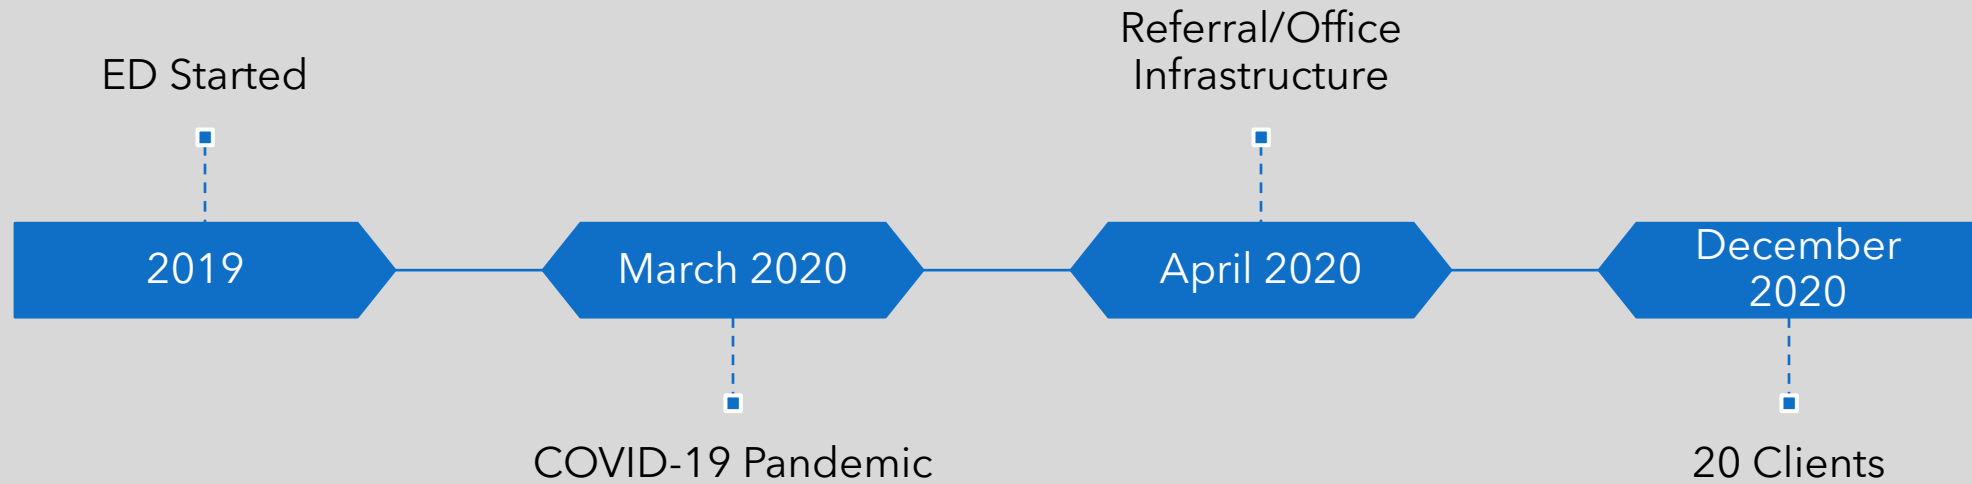 ED Started
Referral/Office
Infrastructure
2019
March 2020
April 2020
December
2020
COVID-19 Pandemic
20 Clients